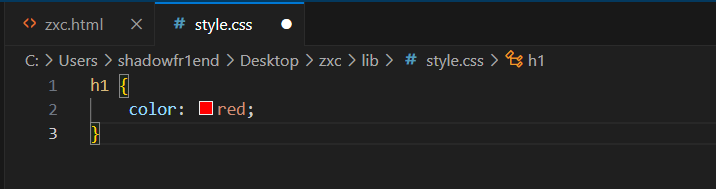 <> zxc.html × # style.css ●
C: > Users > shadowfr1end > Desktop > zxc > lib > # style.css > h1
1 h1 {
2     color: red;
3 }